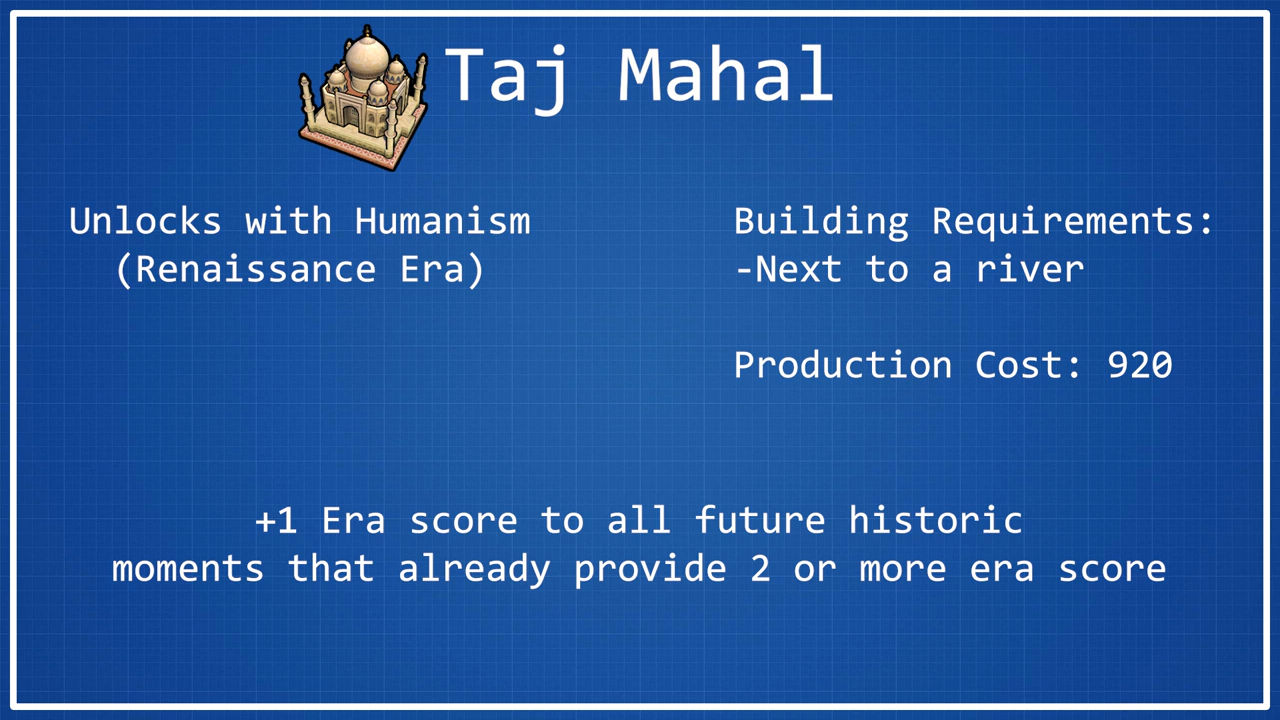 Taj Mahal
Unlocks with Humanism
(Renaissance Era)
Building Requirements:
-Next to a river
Production Cost: 920
+1 Era score to all future historic
moments that already provide 2 or more era score